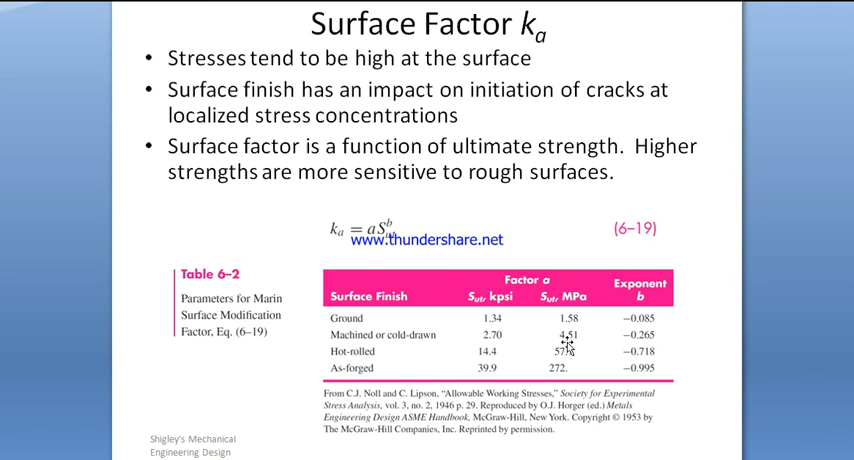 Surface Factor ka
• Stresses tend to be high at the surface
• Surface finish has an impact on initiation of cracks at
localized stress concentrations
• Surface factor is a function of ultimate strength. Higher
strengths are more sensitive to rough surfaces.
ka = aS^b (6–19)
www.thundershare.net
Table 6–2
Parameters for Marin
Surface Modification
Factor, Eq. (6–19)
Factor a Exponent
Surface Finish Sut, kpsi Sut, MPa b
Ground 1.34 1.58 −0.085
Machined or cold-drawn 2.70 4.51 −0.265
Hot-rolled 14.4 −0.718
As-forged 39.9 272. −0.995
From C.J. Noll and C. Lipson, “Allowable Working Stresses,” Society for Experimental
Stress Analysis, vol. 3, no. 2, 1946 p. 29. Reproduced by O.J. Horger (ed.) Metals
Engineering Design ASME Handbook, McGraw-Hill, New York. Copyright © 1953 by
The McGraw-Hill Companies, Inc. Reprinted by permission.
Shigley's Mechanical
Engineering Design